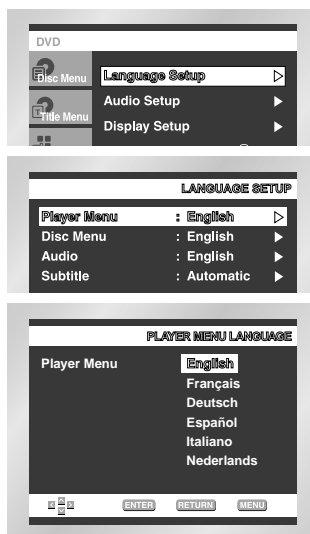 DVD
Disc Menu
Language Setup
Title Menu
Audio Setup
Display Setup
LANGUAGE SETUP
Player Menu : English
Disc Menu : English
Audio : English
Subtitle : Automatic
PLAYER MENU LANGUAGE
Player Menu English
Français
Deutsch
Español
Italiano
Nederlands
ENTER RETURN MENU